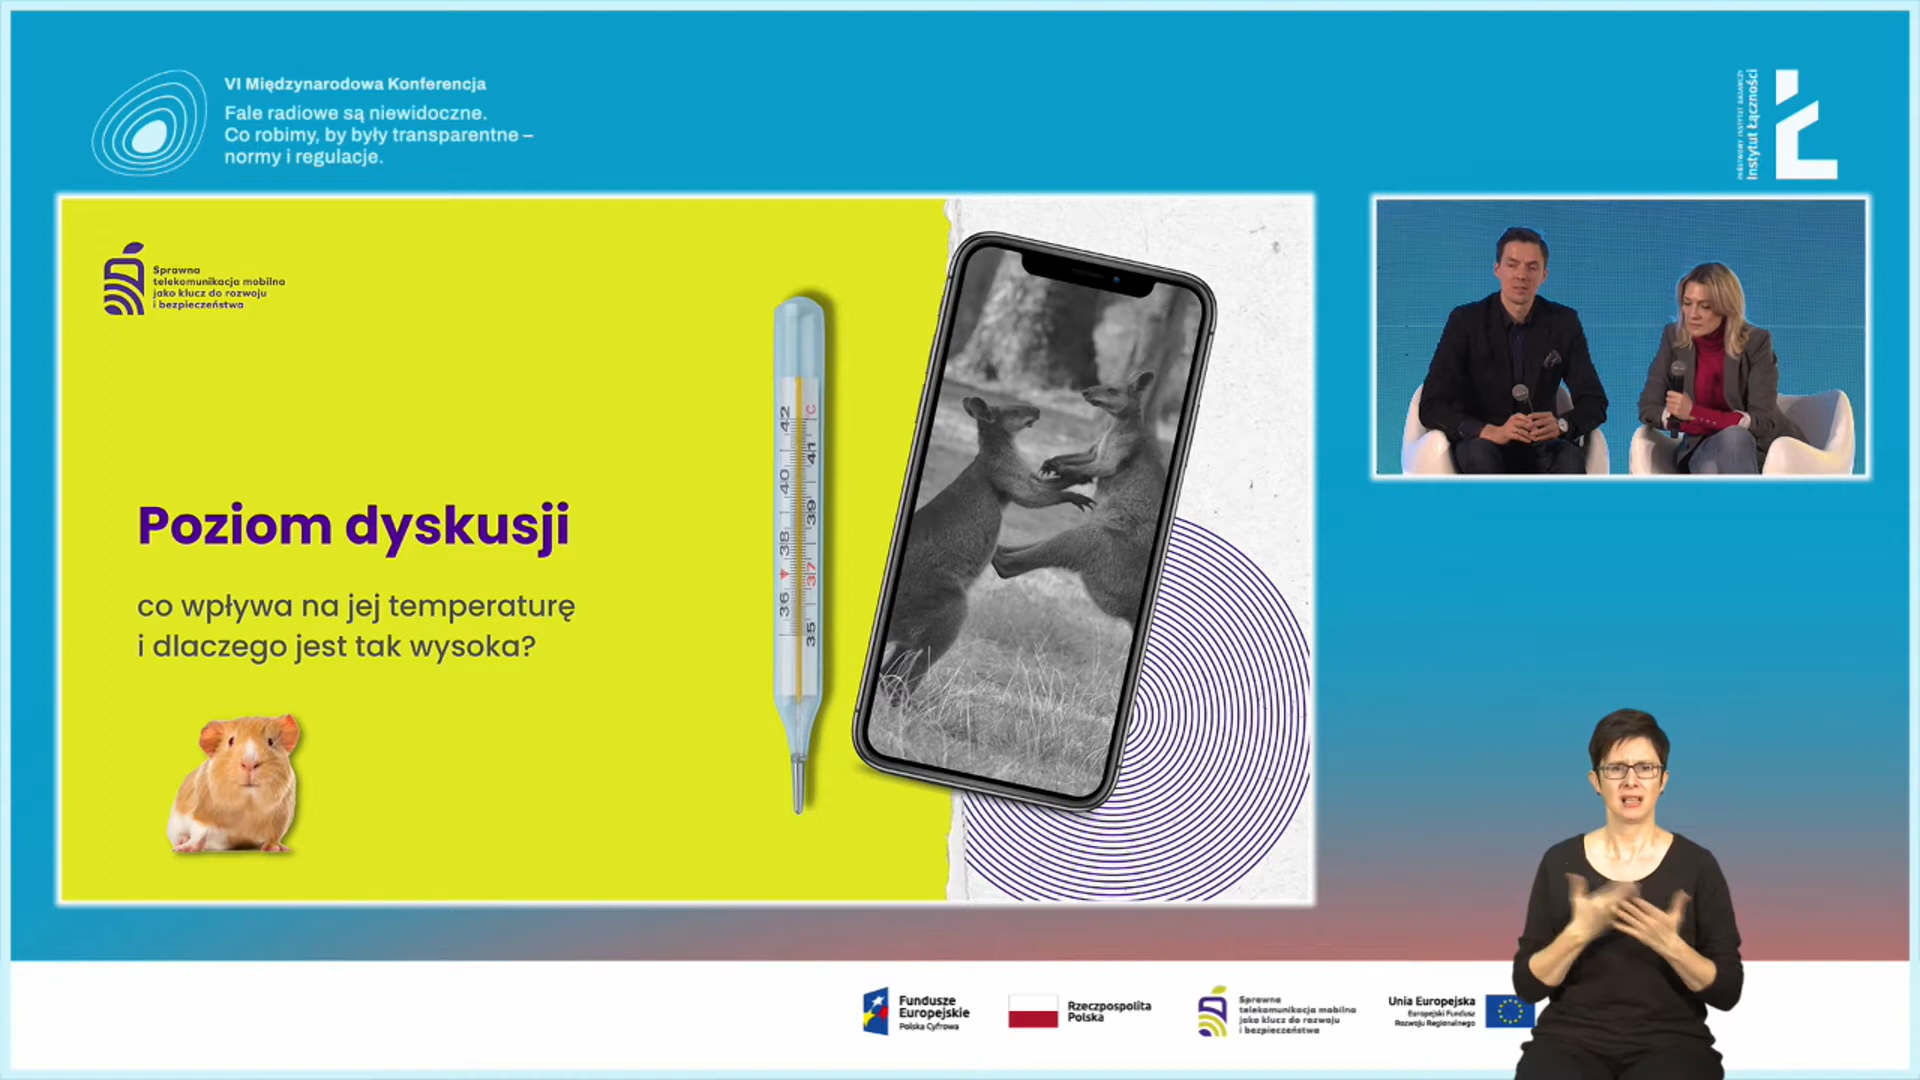 VI Międzynarodowa Konferencja
Fale radiowe są niewidoczne.
Co robimy, by były transparentne –
normy i regulacje.
PAŃSTWOWY INSTYTUT BADAWCZY
Instytut Łączności
Sprawna
telekomunikacja mobilna
jako klucz do rozwoju
i bezpieczeństwa
Poziom dyskusji
co wpływa na jej temperaturę
i dlaczego jest tak wysoka?
42 C
41
40
39
38
37
36
35
Fundusze
Europejskie
Polska Cyfrowa
Rzeczpospolita
Polska
Sprawna
telekomunikacja mobilna
jako klucz do rozwoju
i bezpieczeństwa
Unia Europejska
Europejski Fundusz
Rozwoju Regionalnego